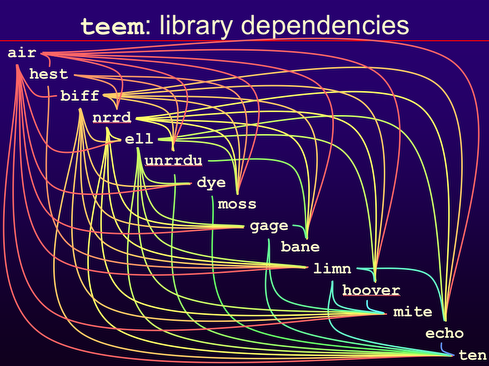 teem: library dependencies
air
hest
biff
nrrd
ell
unrrdu
dye
moss
gage
bane
limn
hoover
mite
echo
ten